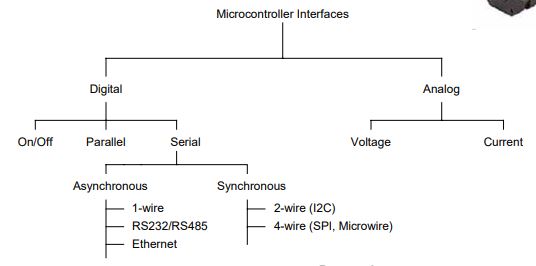 Microcontroller Interfaces
Digital Analog
On/Off Parallel Serial Voltage Current
Asynchronous Synchronous
1-wire 2-wire (I2C)
RS232/RS485 4-wire (SPI, Microwire)
Ethernet